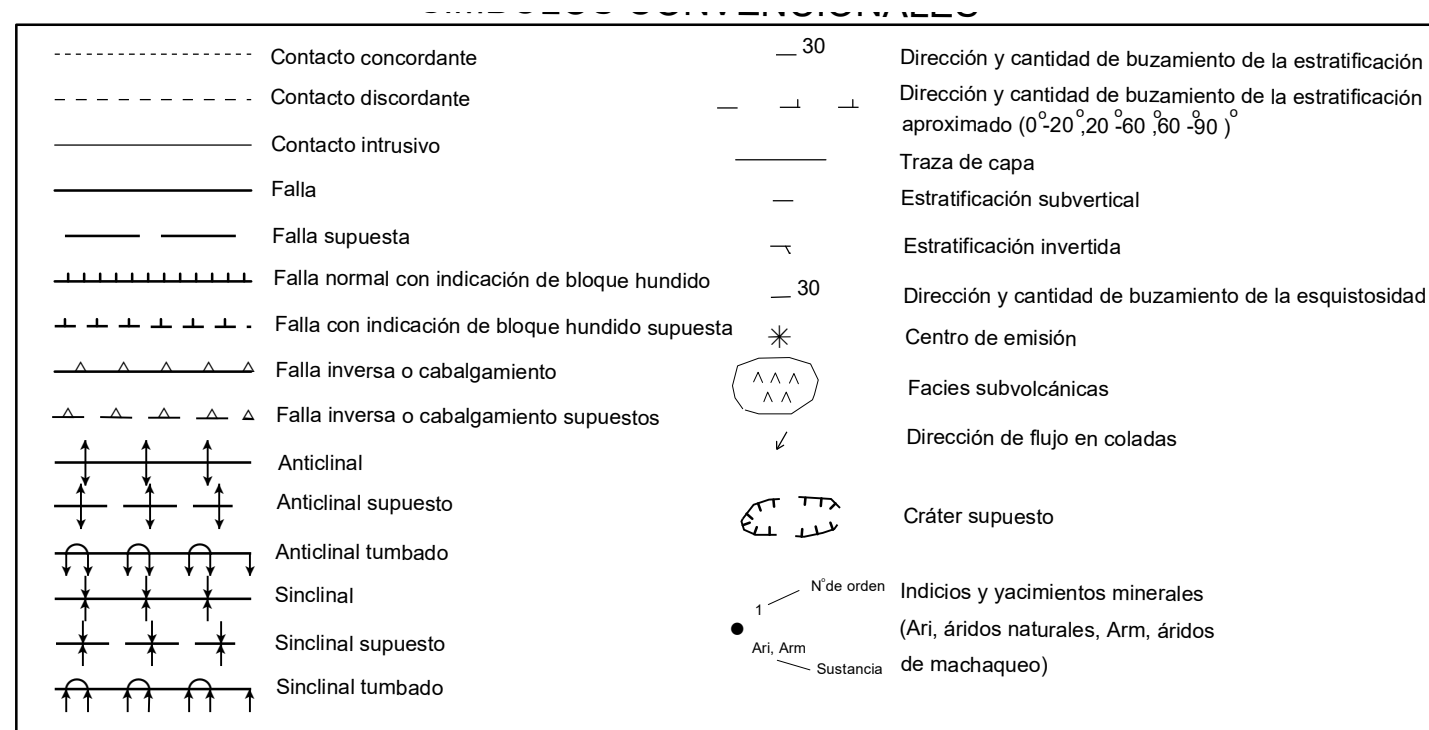 SIMBOLOS CONVENCIONALES
Contacto concordante
Contacto discordante
Contacto intrusivo
Falla
Falla supuesta
Falla normal con indicación de bloque hundido
Falla con indicación de bloque hundido supuesta
Falla inversa o cabalgamiento
Falla inversa o cabalgamiento supuestos
Anticlinal
Anticlinal supuesto
Anticlinal tumbado
Sinclinal
Sinclinal supuesto
Sinclinal tumbado
30
Dirección y cantidad de buzamiento de la estratificación
Dirección y cantidad de buzamiento de la estratificación
aproximado (0°-20°,20°-60°,60°-90°)
Traza de capa
Estratificación subvertical
Estratificación invertida
30
Dirección y cantidad de buzamiento de la esquistosidad
Centro de emisión
Facies subvolcánicas
Dirección de flujo en coladas
Cráter supuesto
N°de orden
1
Ari, Arm
Sustancia
Indicios y yacimientos minerales
(Ari, áridos naturales, Arm, áridos
de machaqueo)